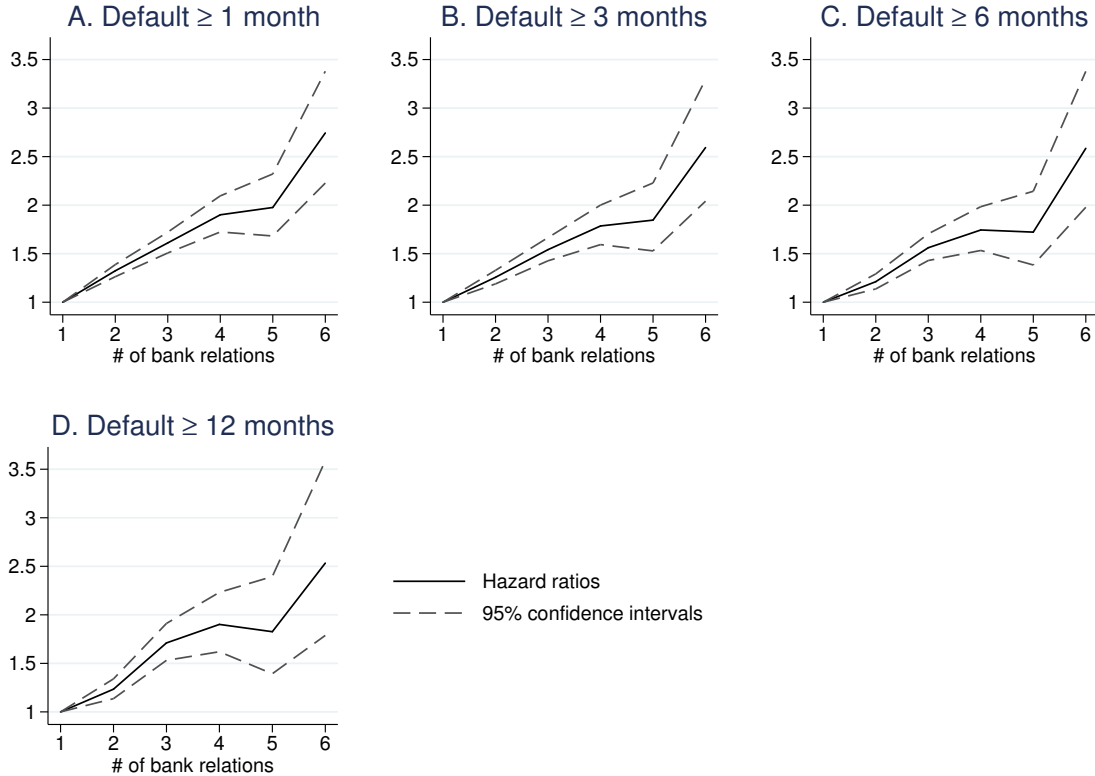 A. Default ≥ 1 month
3.5
3
2.5
2
1.5
1
1 2 3 4 5 6
# of bank relations
B. Default ≥ 3 months
3.5
3
2.5
2
1.5
1
1 2 3 4 5 6
# of bank relations
C. Default ≥ 6 months
3.5
3
2.5
2
1.5
1
1 2 3 4 5 6
# of bank relations
D. Default ≥ 12 months
3.5
3
2.5
2
1.5
1
1 2 3 4 5 6
# of bank relations
Hazard ratios
95% confidence intervals